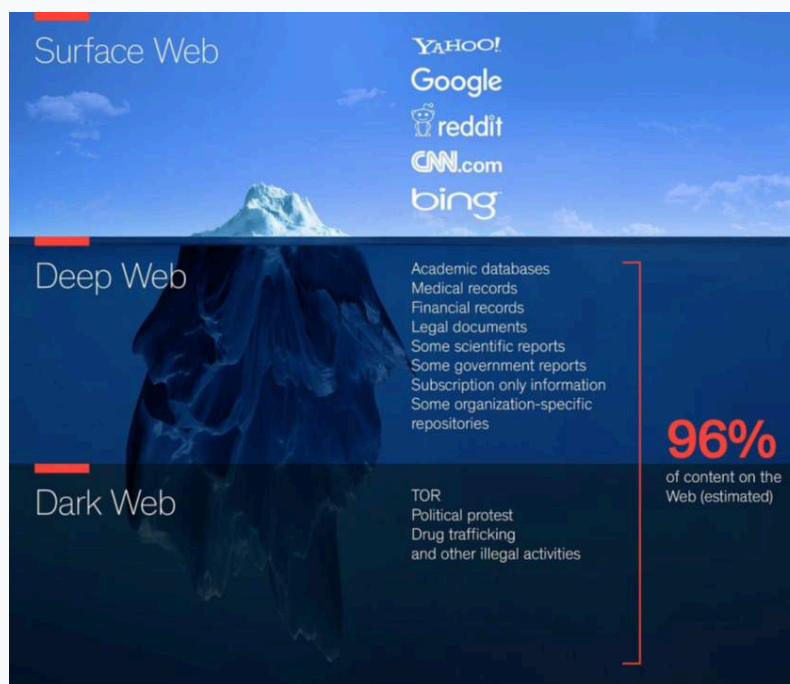 Surface Web
YAHOO!
Google
reddit
CNN.com
bing
Deep Web
Academic databases
Medical records
Financial records
Legal documents
Some scientific reports
Some government reports
Subscription only information
Some organization-specific
repositories
96%
of content on the
Web (estimated)
Dark Web
TOR
Political protest
Drug trafficking
and other illegal activities